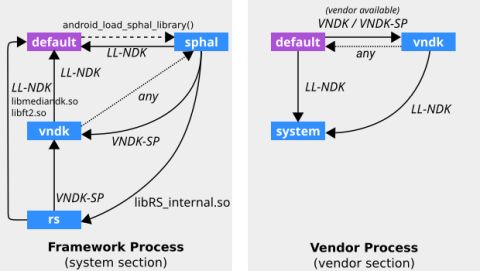 android_load_sphal_library()
default
sphal
LL-NDK
LL-NDK
LL-NDK
libmediandk.so
libft2.so
any
vndk
VNDK-SP
VNDK-SP
libRS_internal.so
rs
Framework Process
(system section)
(vendor available)
VNDK / VNDK-SP
default
vndk
any
LL-NDK
LL-NDK
system
Vendor Process
(vendor section)